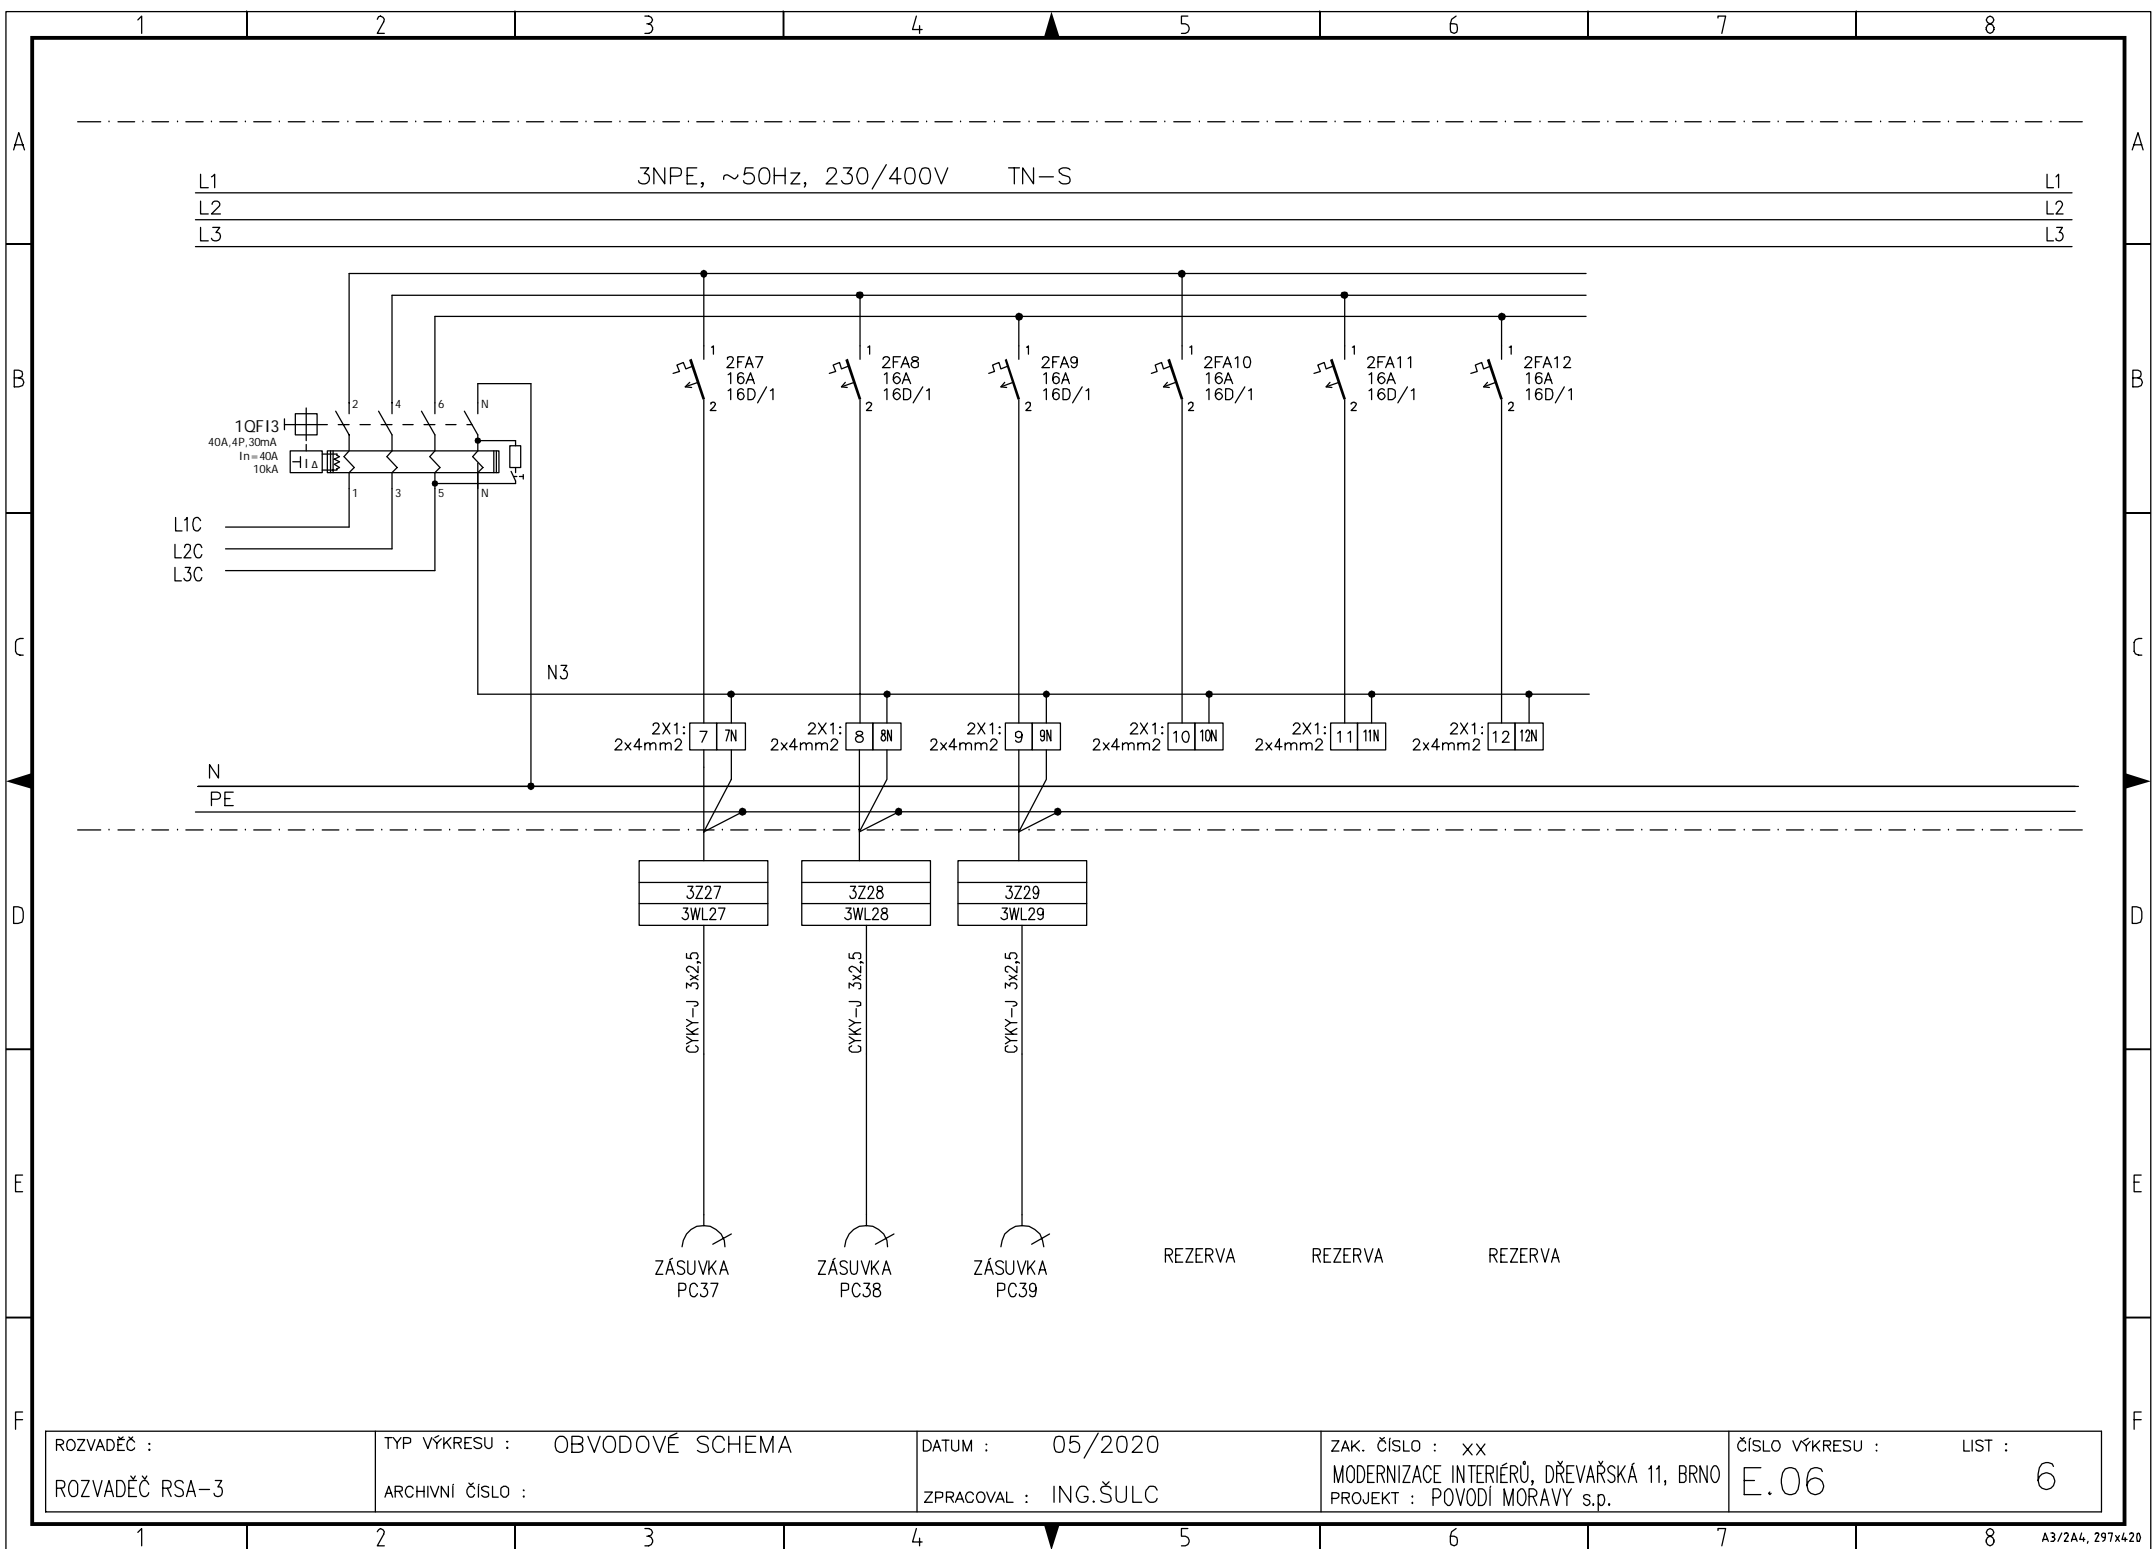 1 2 3 4 5 6 7 8
A A
3NPE, ~50Hz, 230/400V TN-S
L1 L1
L2 L2
L3 L3
B B
1 1 1 1 1 1
2FA7 2FA8 2FA9 2FA10 2FA11 2FA12
16A 16A 16A 16A 16A 16A
16D/1 16D/1 16D/1 16D/1 16D/1 16D/1
2 2 2 2 2 2
2 4 6 N
1QFI3
40A,4P,30mA
In=40A
10kA
I Δ
1 3 5 N
L1C
L2C
L3C
C C
N3
2X1: 2X1: 2X1: 2X1: 2X1: 2X1:
2x4mm2 7 7N 2x4mm2 8 8N 2x4mm2 9 9N 2x4mm2 10 10N 2x4mm2 11 11N 2x4mm2 12 12N
N
PE
3Z27 3Z28 3Z29
3WL27 3WL28 3WL29
D D
CYKY-J 3x2,5 CYKY-J 3x2,5 CYKY-J 3x2,5
E E
ZÁSUVKA PC37
ZÁSUVKA PC38
ZÁSUVKA PC39
REZERVA REZERVA REZERVA
F F
ROZVADĚČ :
ROZVADĚČ RSA-3
TYP VÝKRESU : OBVODOVÉ SCHEMA
ARCHIVNÍ ČÍSLO :
DATUM : 05/2020
ZPRACOVAL : ING.ŠULC
ZAK. ČÍSLO : xx
MODERNIZACE INTERIÉRŮ, DŘEVAŘSKÁ 11, BRNO
PROJEKT : POVODÍ MORAVY s.p.
ČÍSLO VÝKRESU : LIST :
E.06 6
1 2 3 4 5 6 7 8
A3/2A4, 297x420